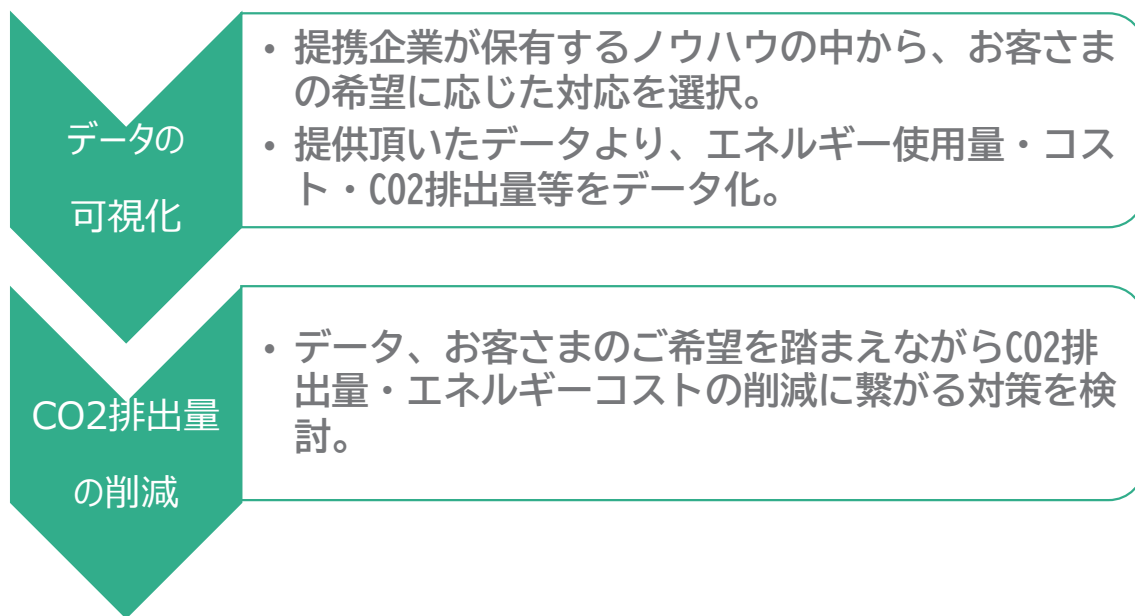 データの
可視化
• 提携企業が保有するノウハウの中から、お客さま
の希望に応じた対応を選択。
• 提供頂いたデータより、エネルギー使用量・コス
ト・CO2排出量等をデータ化。
CO2排出量
の削減
• データ、お客さまのご希望を踏まえながらCO2排
出量・エネルギーコストの削減に繋がる対策を検
討。